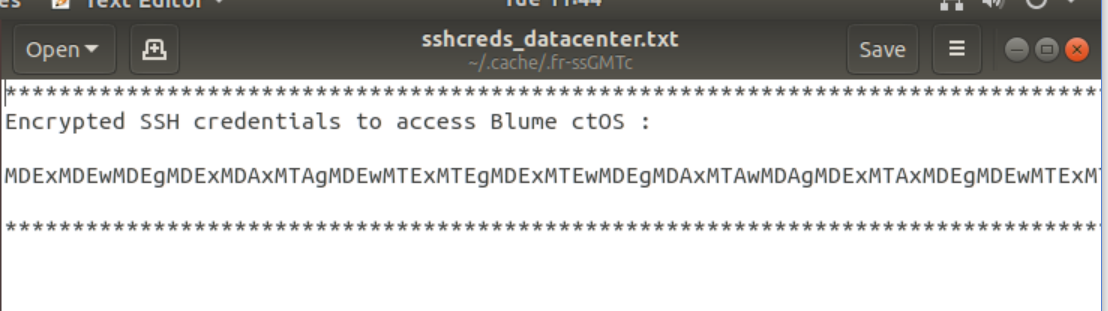 es Text Editor Tue 11:44
Open sshcreds_datacenter.txt Save
~/.cache/.fr-ssGMTc
*********************************************************************************
Encrypted SSH credentials to access Blume ctOS :
MDExMDEwMDEgMDExMDAxMTAgMDEwMTExMTEgMDExMTEwMDEgMDAxMTAwMDAgMDExMTAxMDEgMDEwMTExM
*********************************************************************************